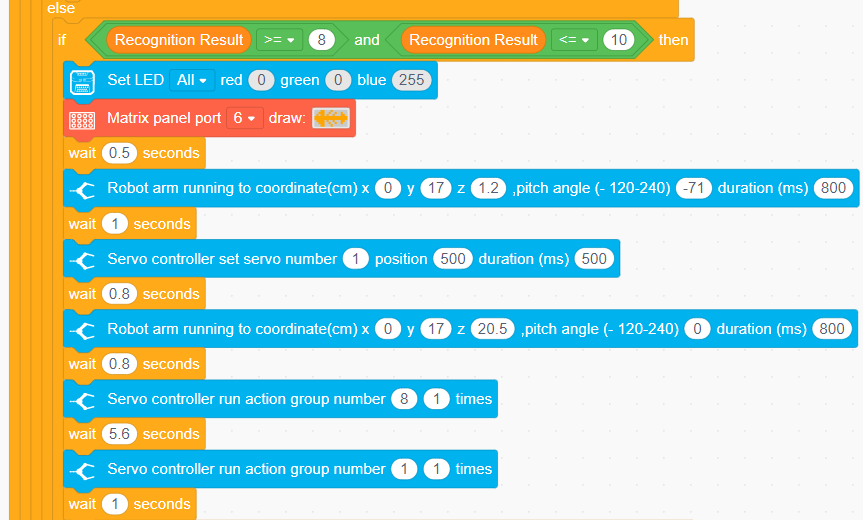 else
if Recognition Result >= 8 and Recognition Result <= 10 then
Set LED All red 0 green 0 blue 255
Matrix panel port 6 draw:
wait 0.5 seconds
Robot arm running to coordinate(cm) x 0 y 17 z 1.2 ,pitch angle (- 120-240) -71 duration (ms) 800
wait 1 seconds
Servo controller set servo number 1 position 500 duration (ms) 500
wait 0.8 seconds
Robot arm running to coordinate(cm) x 0 y 17 z 20.5 ,pitch angle (- 120-240) 0 duration (ms) 800
wait 0.8 seconds
Servo controller run action group number 8 1 times
wait 5.6 seconds
Servo controller run action group number 1 1 times
wait 1 seconds